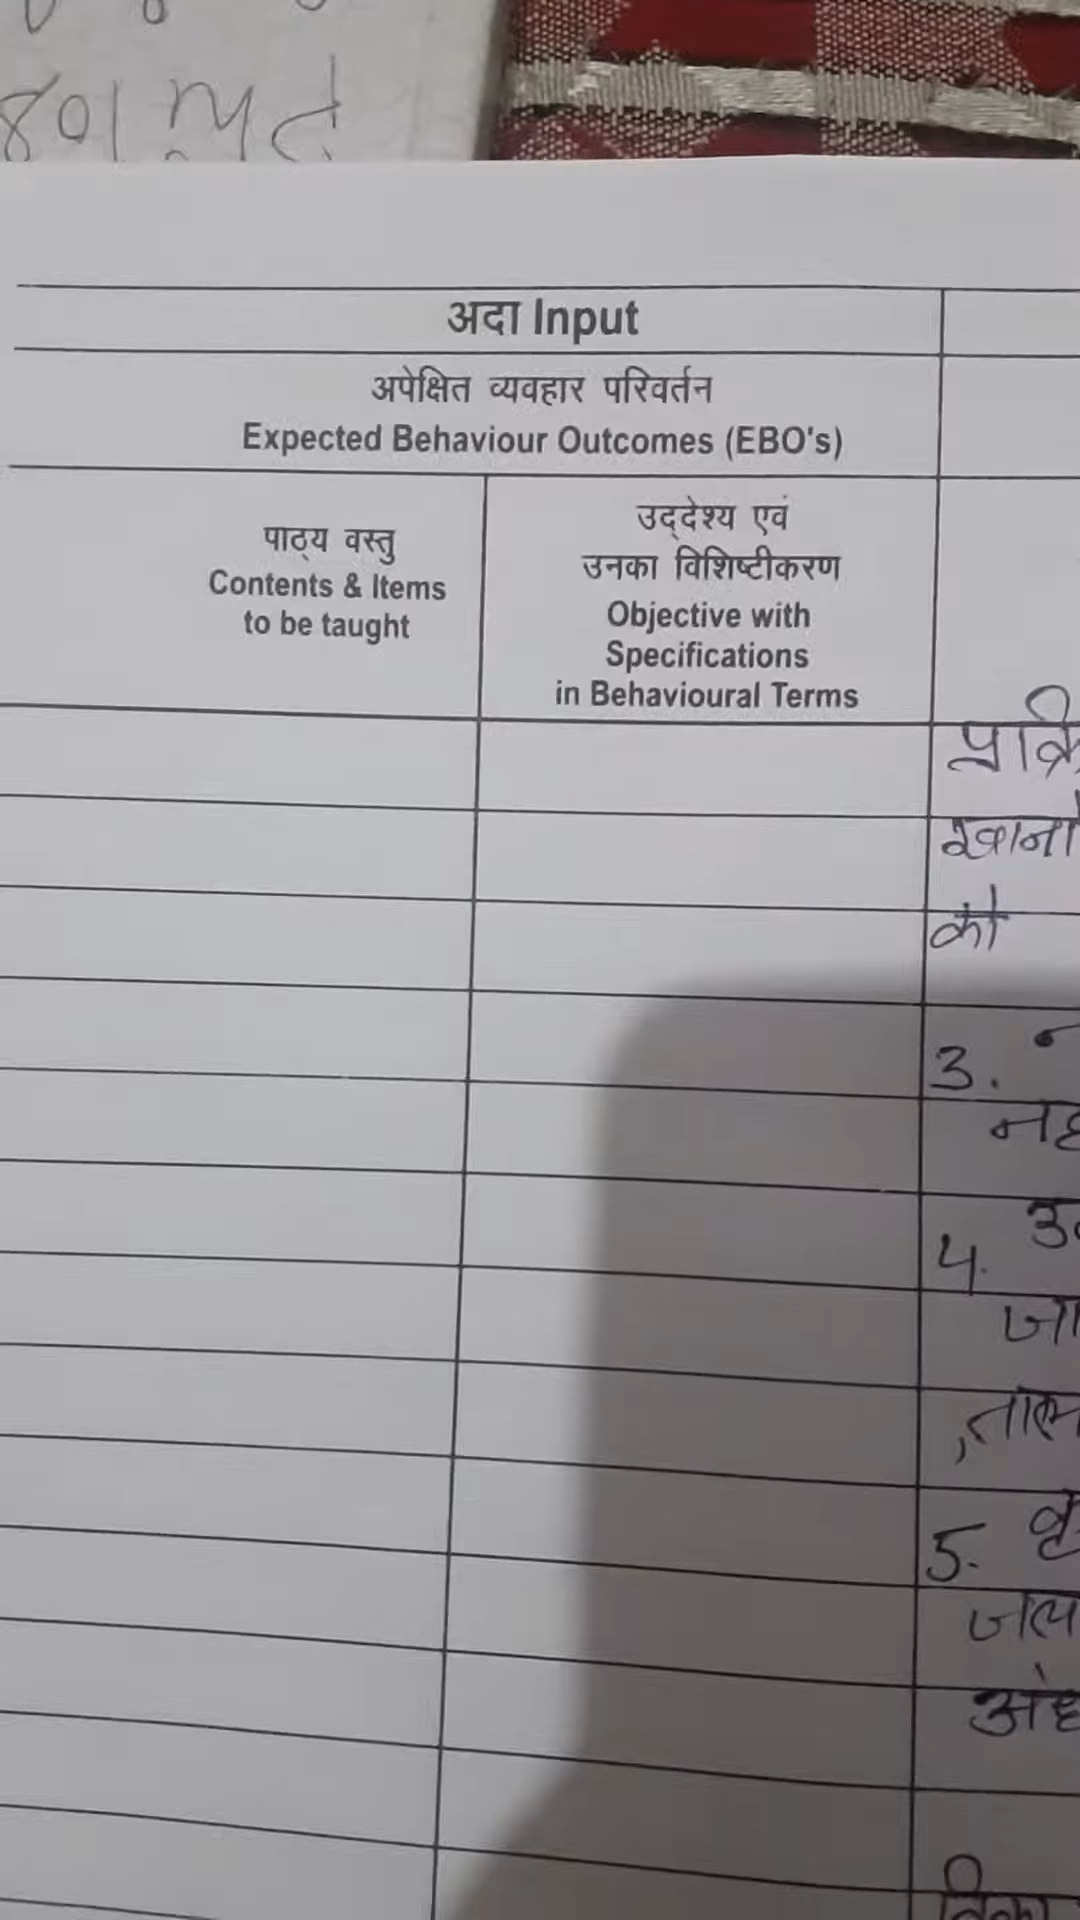 अदा Input
अपेक्षित व्यवहार परिवर्तन
Expected Behaviour Outcomes (EBO's)
पाठ्य वस्तु
Contents & Items
to be taught
उद्देश्य एवं
उनका विशिष्टीकरण
Objective with
Specifications
in Behavioural Terms
को
3.
4.
5.